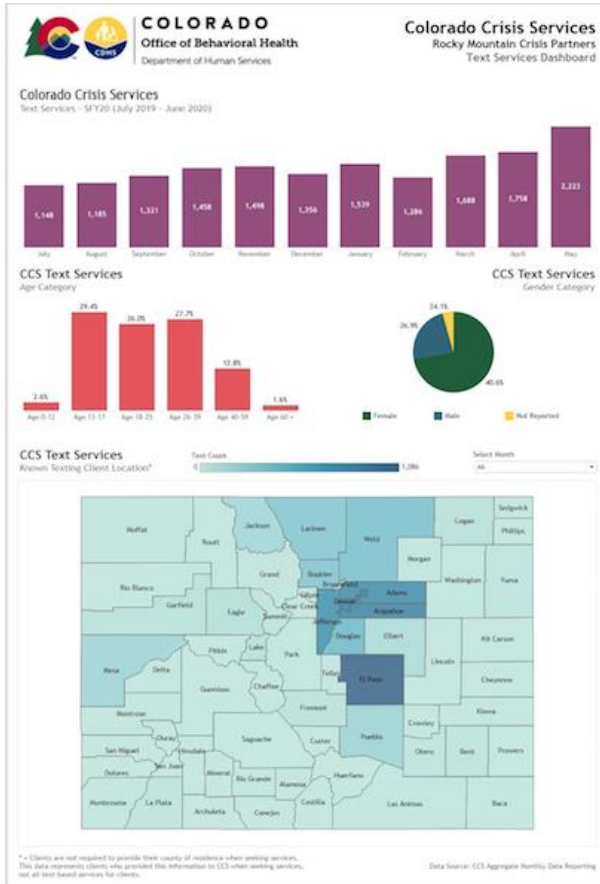 COLORADO
Office of Behavioral Health
Department of Human Services
CDHS
Colorado Crisis Services
Rocky Mountain Crisis Partners
Text Services Dashboard
Colorado Crisis Services
Text Services - SFY20 (July 2019 - June 2020)
1,148 1,185 1,321 1,458 1,498 1,356 1,539 1,286 1,688 1,758 2,223
July August September October November December January February March April May
CCS Text Services
Age Category
2.6% 29.4% 26.0% 27.7% 12.8% 1.6%
Age 0-12 Age 13-17 Age 18-25 Age 26-39 Age 40-59 Age 60 +
CCS Text Services
Gender Category
24.1%
26.9%
40.6%
Female Male Not Reported
CCS Text Services
Known Texting Client Location*
Text Count
0 1,086
Select Month
All
Moffat Routt Jackson Larimer Weld Logan Sedgwick
Phillips
Morgan
Rio Blanco Grand Boulder Broomfield Washington Yuma
Garfield Eagle Gilpin Clear Creek Denver Adams
Summit Arapahoe
Jefferson
Mesa Pitkin Lake Park Douglas Elbert Kit Carson
Delta Gunnison Chaffee Teller El Paso Lincoln Cheyenne
Montrose Fremont Kiowa
Ouray Saguache Custer Pueblo Crowley
San Miguel Hinsdale Otero Bent Prowers
Dolores San Juan Mineral Rio Grande Alamosa Huerfano
Montezuma La Plata Archuleta Conejos Costilla Las Animas Baca
* = Clients are not required to provide their county of residence when seeking services.
This data represents clients who provided this information to CCS when seeking services,
not all text-based services for clients.
Data Source: CCS Aggregate Monthly Data Reporting